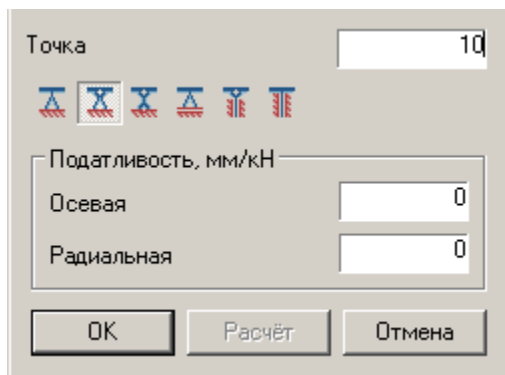 Точка 10
Податливость, мм/кН
Осевая 0
Радиальная 0
OK Расчёт Отмена